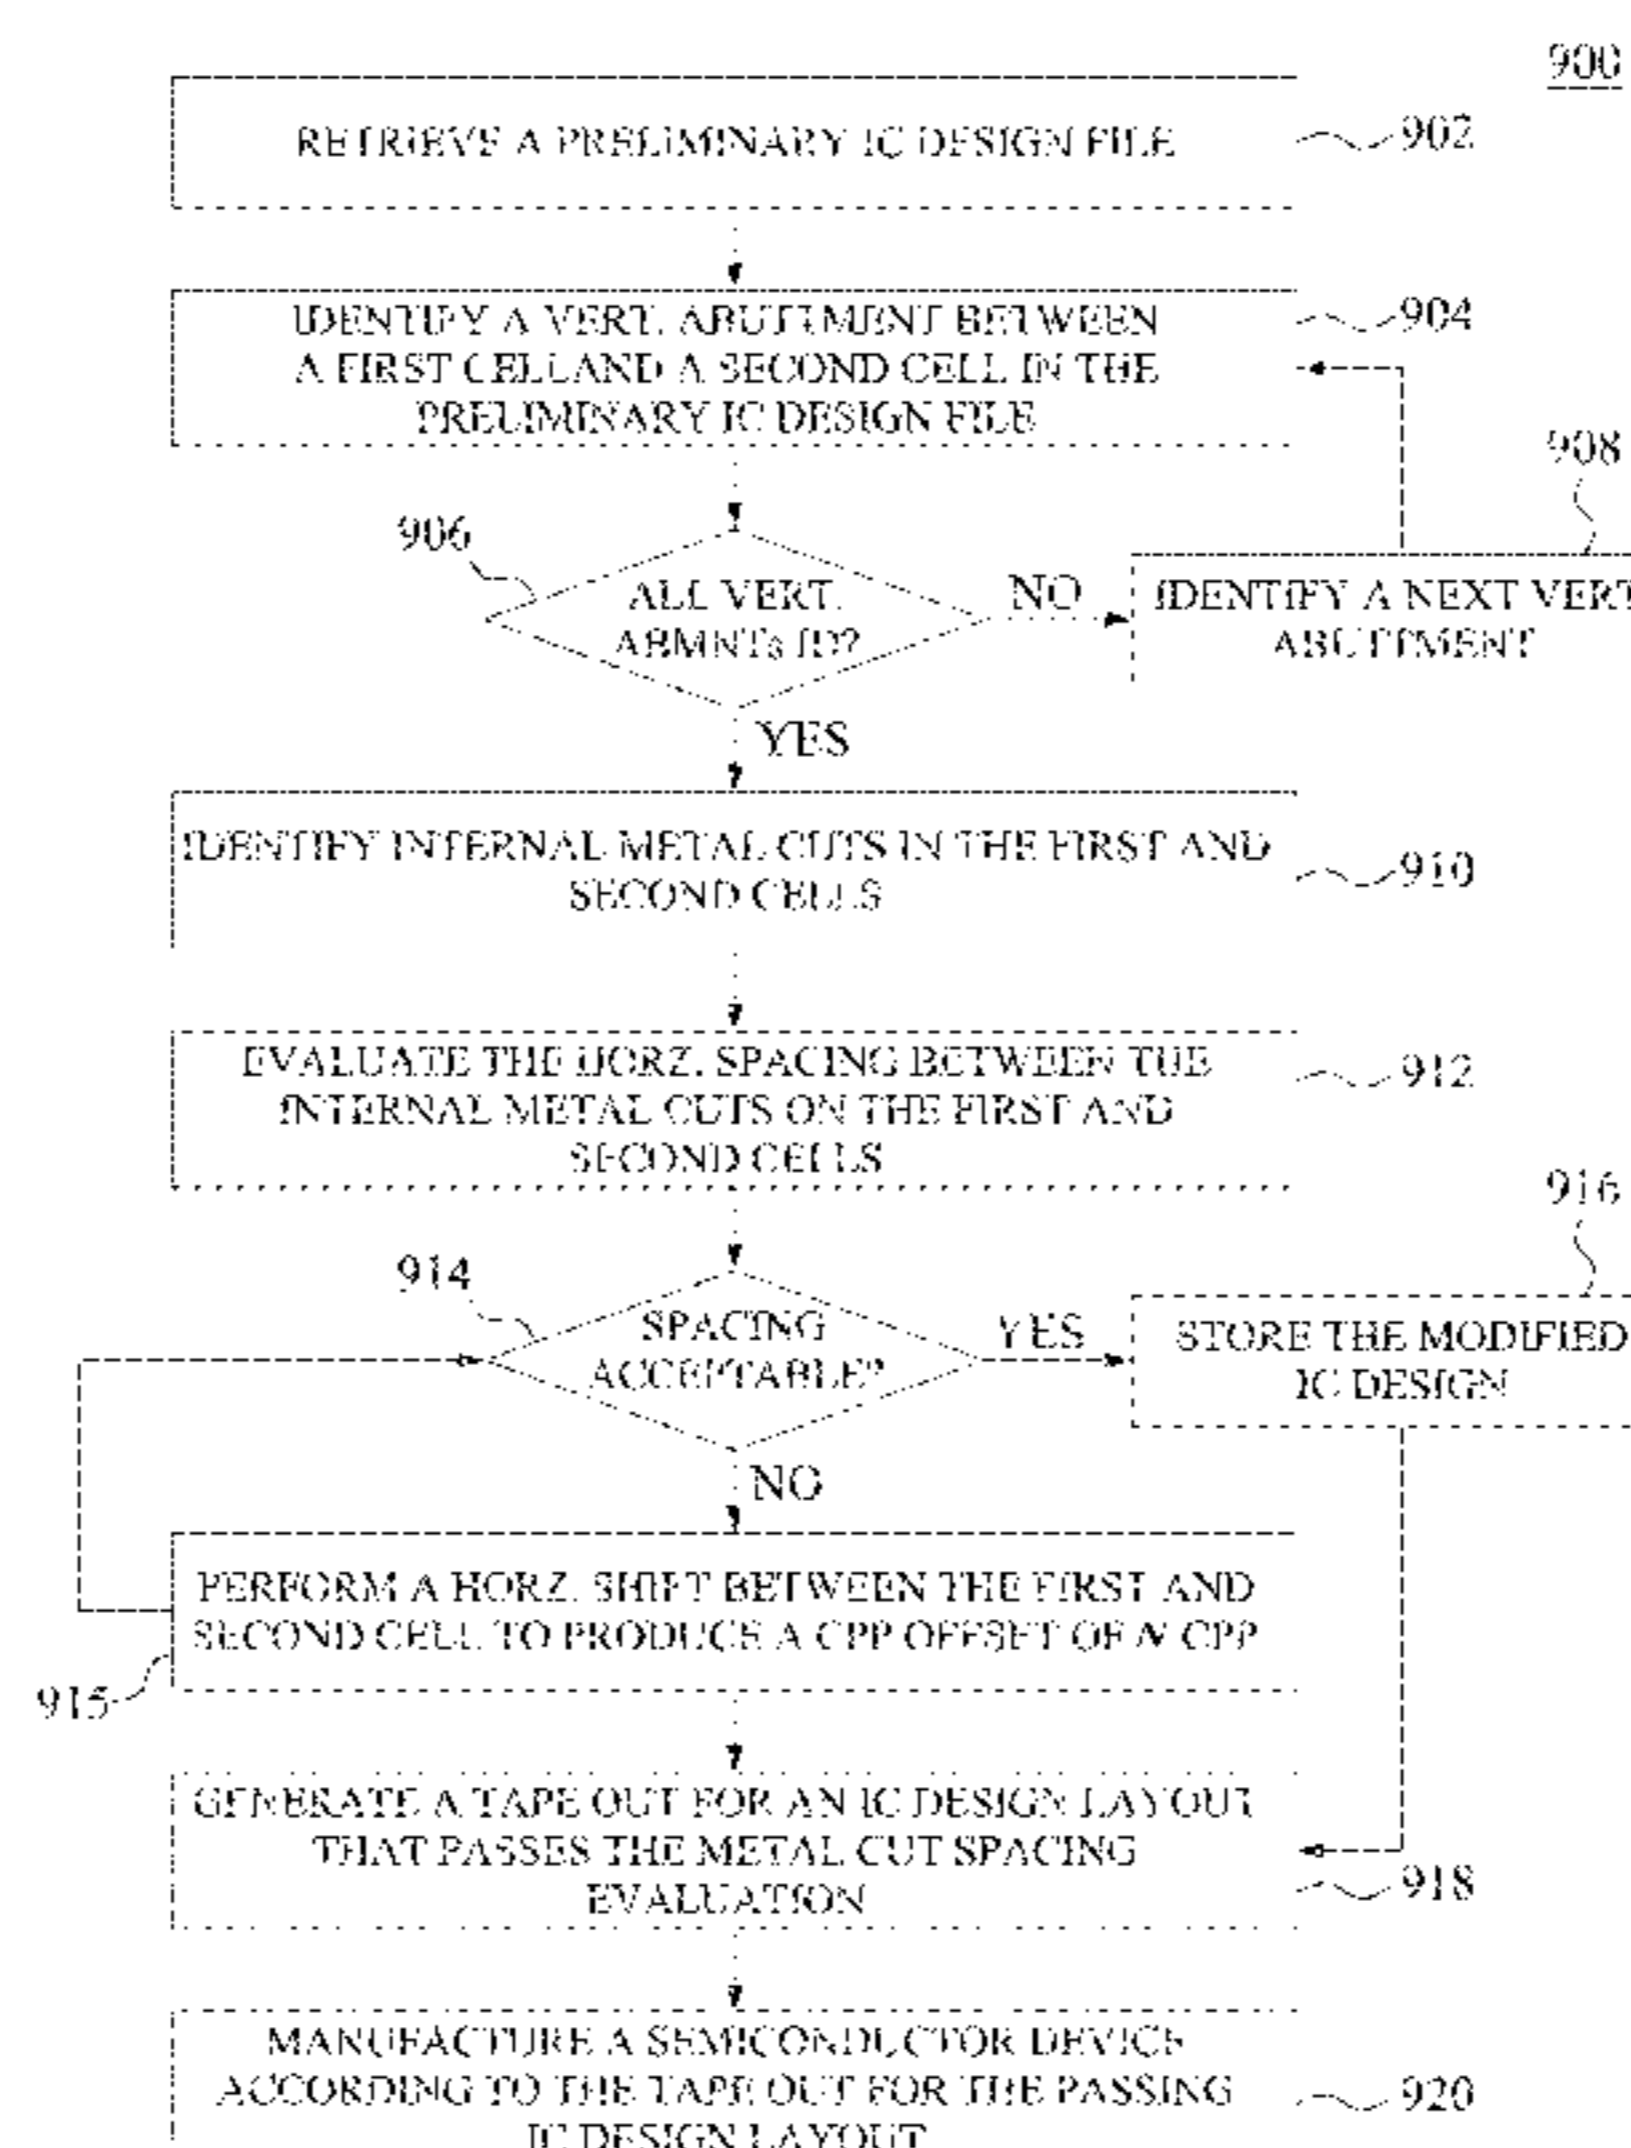 900
RETRIEVE A PRELIMINARY IC DESIGN FILE
902
IDENTIFY A VERT. ABUTTMENT BETWEEN
A FIRST CELL AND A SECOND CELL IN THE
PRELIMINARY IC DESIGN FILE
904
906
ALL VERT.
ABMNTs ID?
NO
908
IDENTIFY A NEXT VERT
ABUTTMENT
YES
IDENTIFY INTERNAL METAL CUTS IN THE FIRST AND
SECOND CELLS
910
EVALUATE THE HORZ. SPACING BETWEEN THE
INTERNAL METAL CUTS ON THE FIRST AND
SECOND CELLS
912
914
SPACING
ACCEPTABLE?
YES
916
STORE THE MODIFIED
IC DESIGN
NO
PERFORM A HORZ. SHIFT BETWEEN THE FIRST AND
SECOND CELL TO PRODUCE A CPP OFFSET OF N CPP
915
GENERATE A TAPE OUT FOR AN IC DESIGN LAYOUT
THAT PASSES THE METAL CUT SPACING
EVALUATION
918
MANUFACTURE A SEMICONDUCTOR DEVICE
ACCORDING TO THE TAPE OUT FOR THE PASSING
IC DESIGN LAYOUT
920